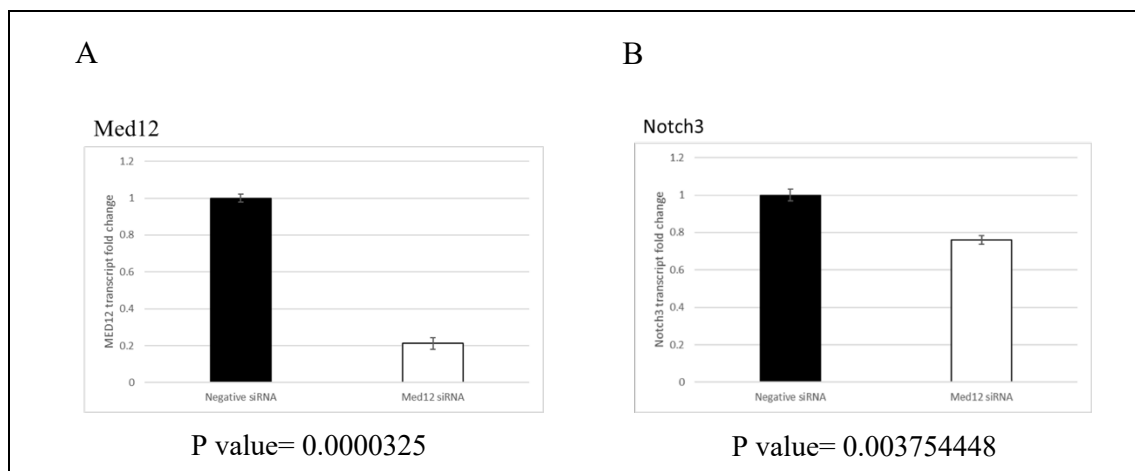 A
Med12
1.2
1
0.8
0.6
0.4
0.2
0
MED12 transcript fold change
Negative siRNA
Med12 siRNA
P value= 0.0000325
B
Notch3
1.2
1
0.8
0.6
0.4
0.2
0
Notch3 transcript fold change
Negative siRNA
Med12 siRNA
P value= 0.003754448